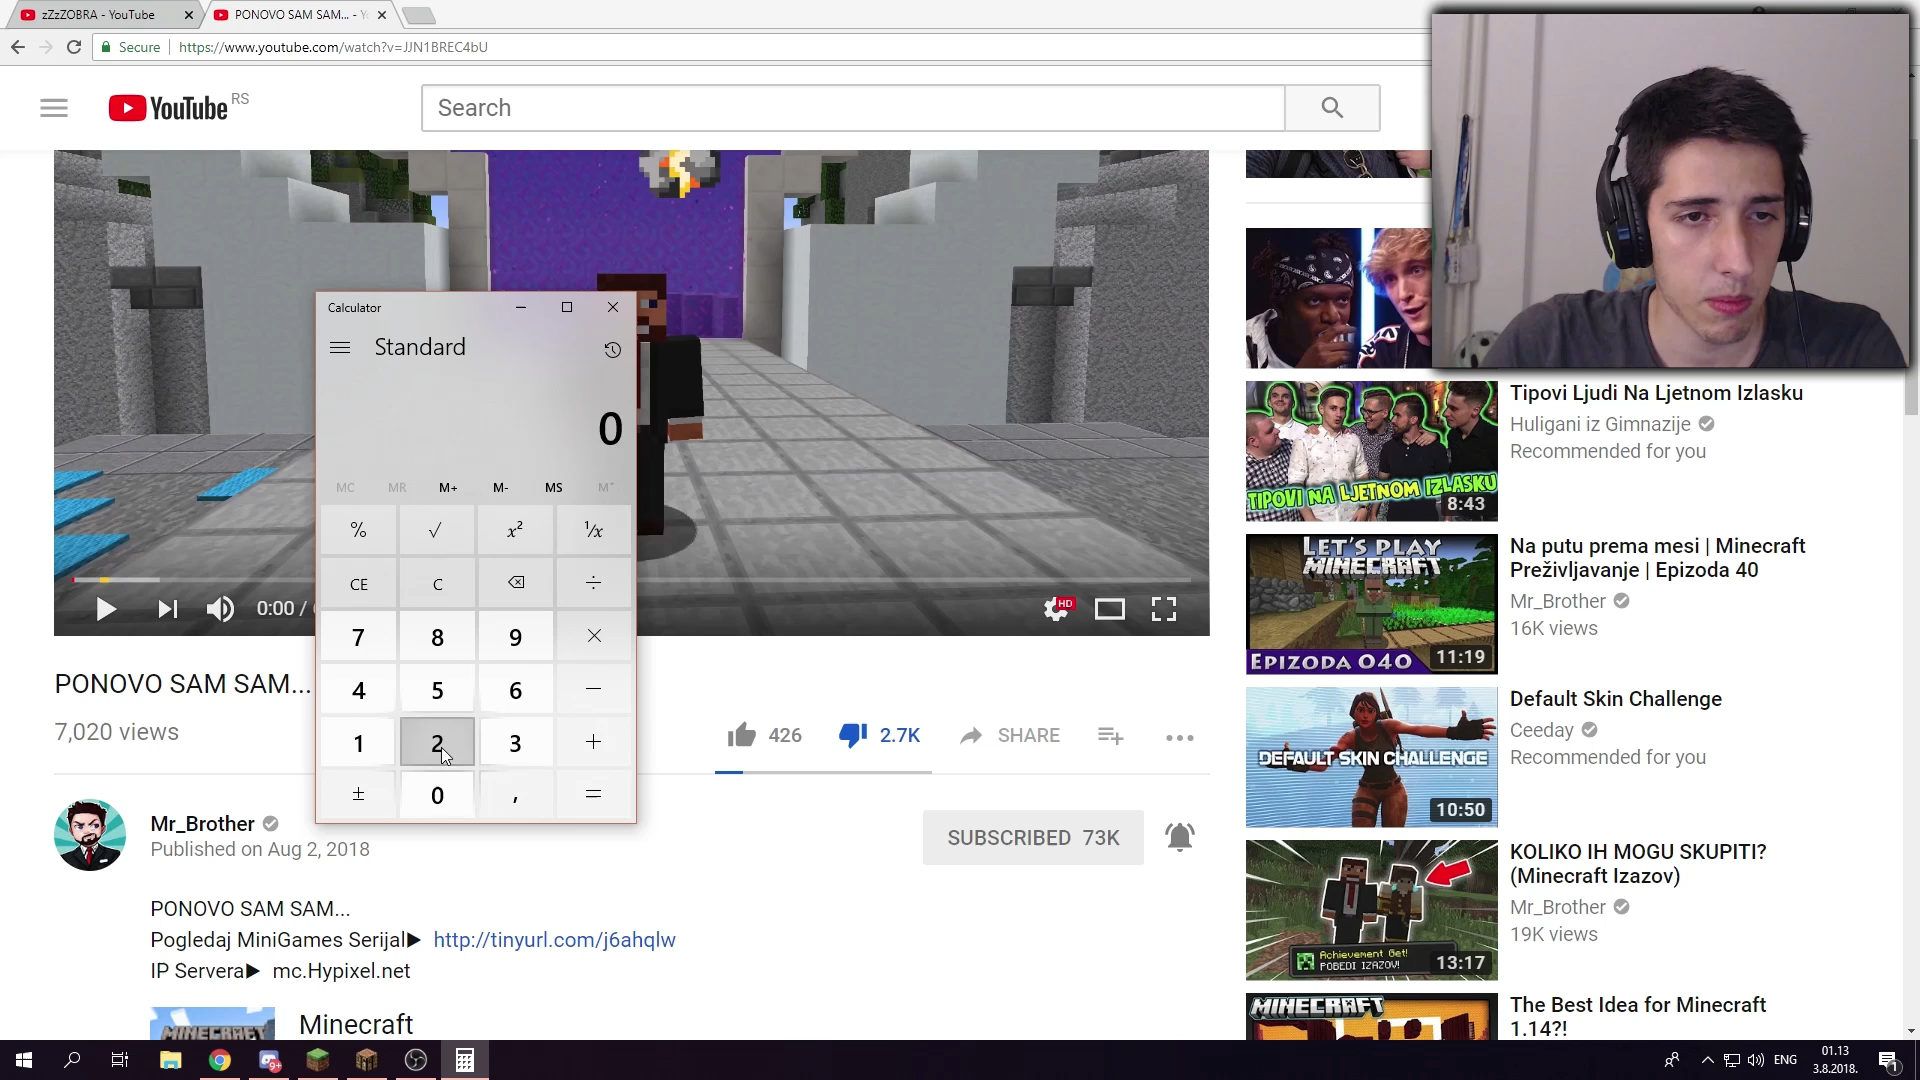 zZzZOBRA - YouTube
PONOVO SAM SAM... - Y
Secure
https://www.youtube.com/watch?v=JJN1BREC4bU
YouTube RS
Search
Calculator
Standard
0
MC MR M+ M- MS M˅
% √ x² ¹/x
CE C ⌫ ÷
7 8 9 ×
4 5 6 −
1 2 3 +
± 0 , =
0:00 /
HD
PONOVO SAM SAM...
7,020 views
426
2.7K
SHARE
Mr_Brother
Published on Aug 2, 2018
SUBSCRIBED 73K
PONOVO SAM SAM...
Pogledaj MiniGames Serijal► http://tinyurl.com/j6ahqlw
IP Servera► mc.Hypixel.net
MINECRAFT
Minecraft
TIPOVI NA LJETNOM IZLASKU
8:43
Tipovi Ljudi Na Ljetnom Izlasku
Huligani iz Gimnazije
Recommended for you
LET'S PLAY
MINECRAFT
EPIZODA 040
11:19
Na putu prema mesi | Minecraft
Preživljavanje | Epizoda 40
Mr_Brother
16K views
DEFAULT SKIN CHALLENGE
10:50
Default Skin Challenge
Ceeday
Recommended for you
Achievement Get!
POBEDI IZAZOV!
13:17
KOLIKO IH MOGU SKUPITI?
(Minecraft Izazov)
Mr_Brother
19K views
MINECRAFT
The Best Idea for Minecraft
1.14?!
9+
ENG
01.13
3.8.2018.
1